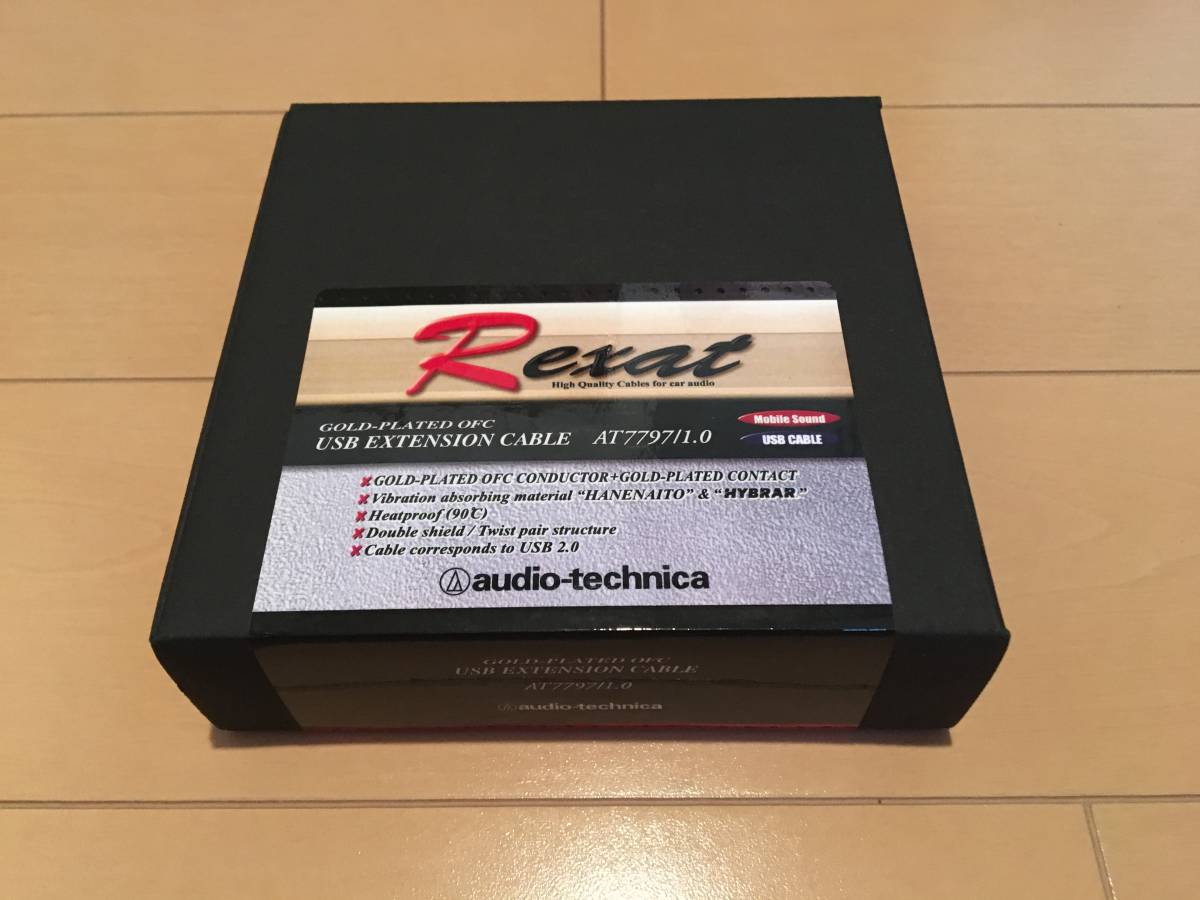 Rexat
High Quality Cables for car audio
GOLD-PLATED OFC
USB EXTENSION CABLE AT7797/1.0
Mobile Sound
USB CABLE
GOLD-PLATED OFC CONDUCTOR+GOLD-PLATED CONTACT
Vibration absorbing material “HANENAITO” & “HYBRAR”
Heatproof (90℃)
Double shield / Twist pair structure
Cable corresponds to USB 2.0
audio-technica
GOLD-PLATED OFC
USB EXTENSION CABLE
AT7797/1.0
audio-technica